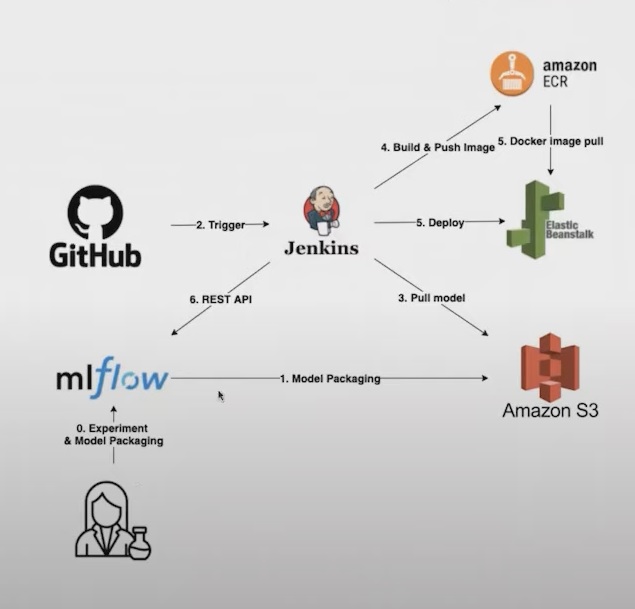 amazon
ECR
4. Build & Push Image
5. Docker image pull
GitHub
2. Trigger
Jenkins
5. Deploy
Elastic
Beanstalk
6. REST API
3. Pull model
mlflow
1. Model Packaging
Amazon S3
0. Experiment
& Model Packaging